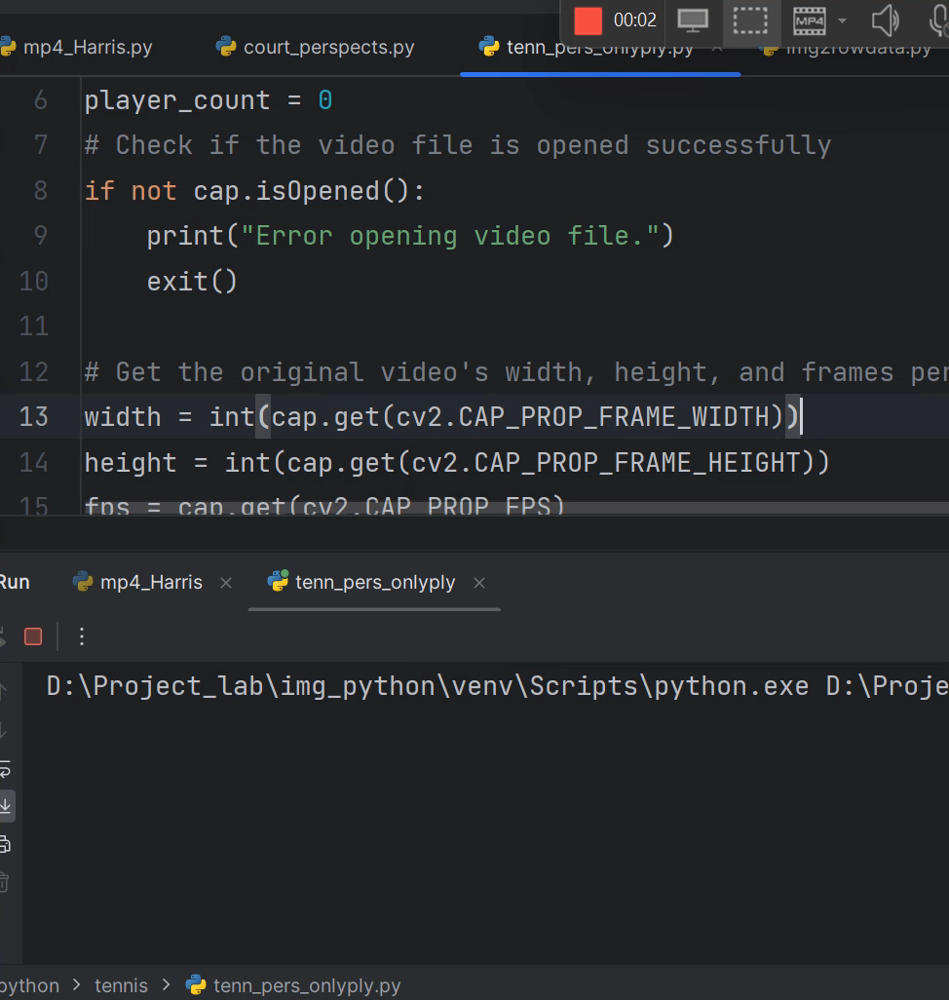 00:02
MP4
mp4_Harris.py court_perspects.py tenn_pers_onlyply.py img2rowdata.py
6 player_count = 0
7 # Check if the video file is opened successfully
8 if not cap.isOpened():
9 print("Error opening video file.")
10 exit()
11
12 # Get the original video's width, height, and frames per
13 width = int(cap.get(cv2.CAP_PROP_FRAME_WIDTH))
14 height = int(cap.get(cv2.CAP_PROP_FRAME_HEIGHT))
15 fps = cap.get(cv2.CAP_PROP_FPS)
Run mp4_Harris tenn_pers_onlyply
D:\Project_lab\img_python\venv\Scripts\python.exe D:\Proje
python > tennis > tenn_pers_onlyply.py